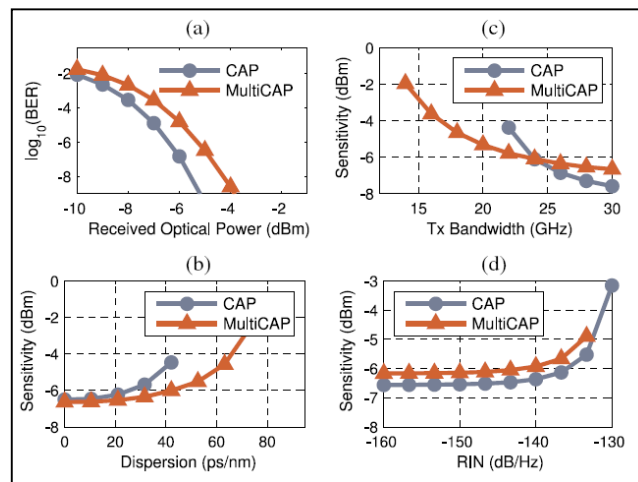 (a)
CAP
MultiCAP
log10(BER)
-2
-4
-6
-8
-10 -8 -6 -4 -2
Received Optical Power (dBm)
(c)
CAP
MultiCAP
Sensitivity (dBm)
0
-2
-4
-6
-8
15 20 25 30
Tx Bandwidth (GHz)
(b)
CAP
MultiCAP
Sensitivity (dBm)
0
-2
-4
-6
-8
0 20 40 60 80
Dispersion (ps/nm)
(d)
CAP
MultiCAP
Sensitivity (dBm)
-3
-4
-5
-6
-7
-8
-160 -150 -140 -130
RIN (dB/Hz)